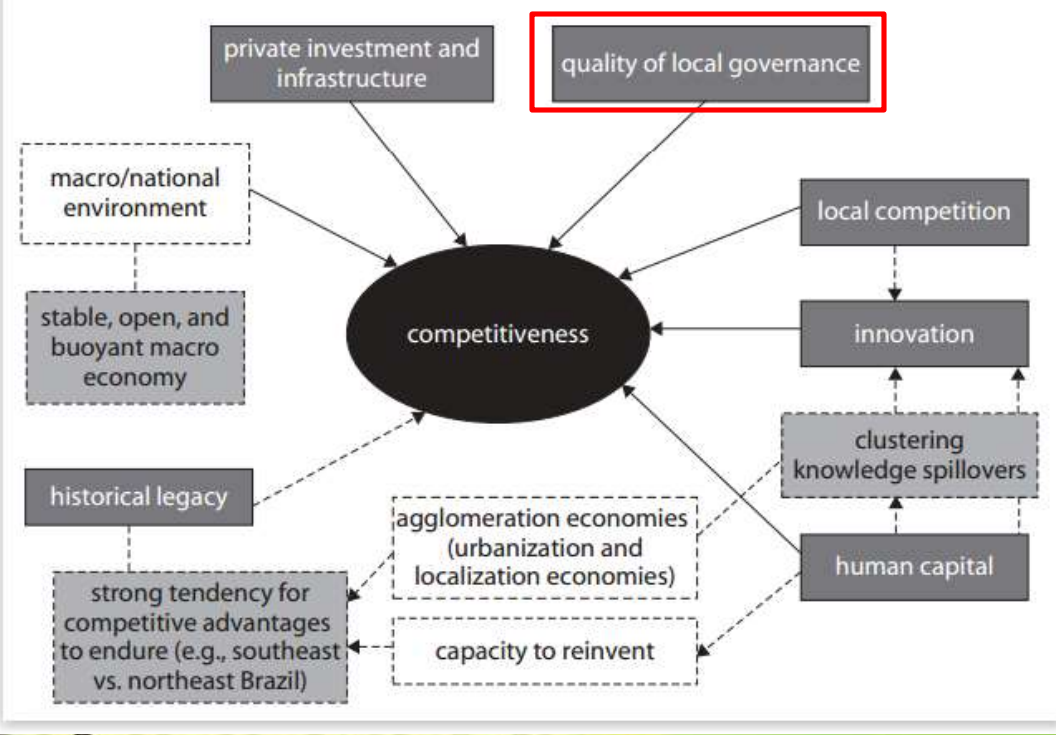 private investment and
infrastructure
quality of local governance
macro/national
environment
local competition
stable, open, and
buoyant macro
economy
competitiveness
innovation
clustering
knowledge spillovers
historical legacy
agglomeration economies
(urbanization and
localization economies)
human capital
strong tendency for
competitive advantages
to endure (e.g., southeast
vs. northeast Brazil)
capacity to reinvent